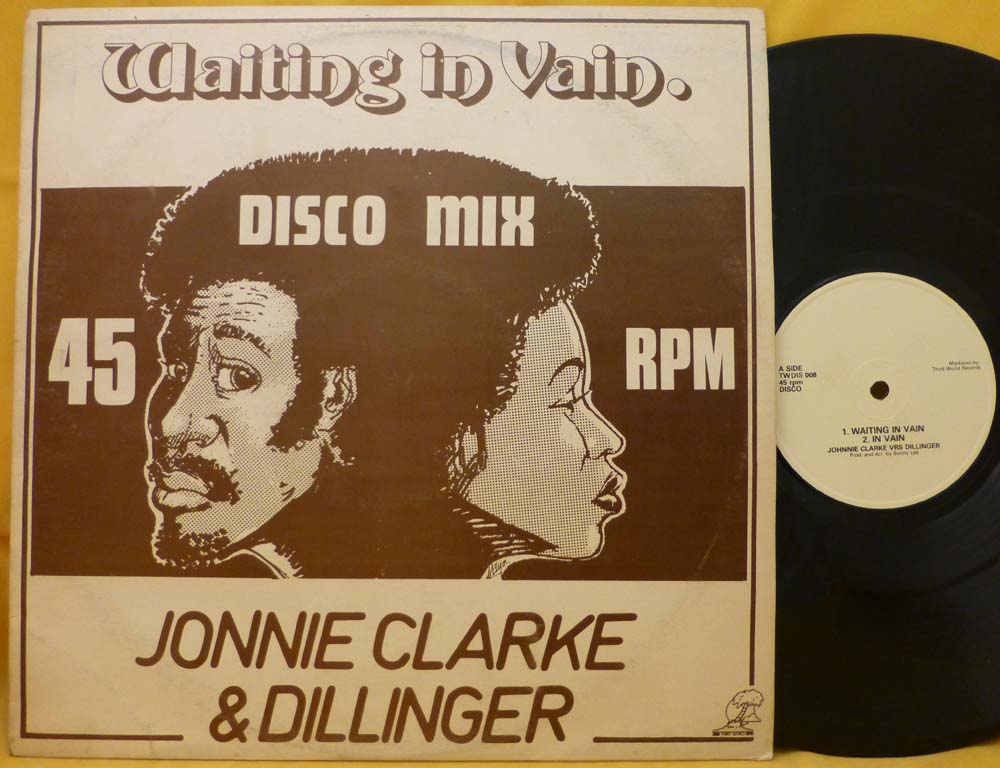 Waiting in Vain.
DISCO MIX
45 RPM
JONNIE CLARKE
& DILLINGER
A SIDE
TWDIS 008
45 rpm
DISCO
Marketed by:
Third World Records
1. WAITING IN VAIN
2. IN VAIN
JOHNNIE CLARKE VRS DILLINGER
Prod. and Arr. by Bunny Lee